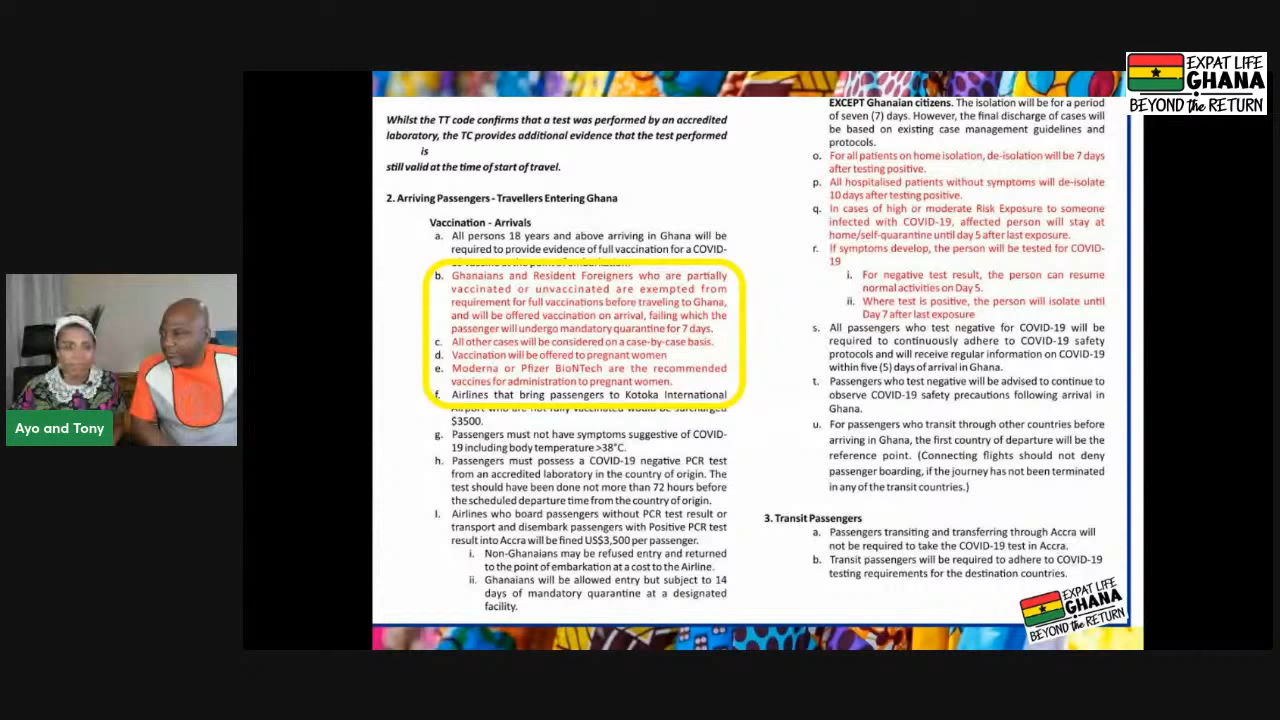 EXPAT LIFE
GHANA
BEYOND the RETURN
Whilst the TT code confirms that a test was performed by an accredited
laboratory, the TC provides additional evidence that the test performed
is
still valid at the time of start of travel.
2. Arriving Passengers - Travellers Entering Ghana
Vaccination - Arrivals
a. All persons 18 years and above arriving in Ghana will be
required to provide evidence of full vaccination for a COVID-
b. Ghanaians and Resident Foreigners who are partially
vaccinated or unvaccinated are exempted from
requirement for full vaccinations before traveling to Ghana,
and will be offered vaccination on arrival, failing which the
passenger will undergo mandatory quarantine for 7 days.
c. All other cases will be considered on a case-by-case basis.
d. Vaccination will be offered to pregnant women
e. Moderna or Pfizer BioNTech are the recommended
vaccines for administration to pregnant women.
f. Airlines that bring passengers to Kotoka International
Airport who are not fully vaccinated would be surcharged
$3500.
g. Passengers must not have symptoms suggestive of COVID-
19 including body temperature >38°C.
h. Passengers must possess a COVID-19 negative PCR test
from an accredited laboratory in the country of origin. The
test should have been done not more than 72 hours before
the scheduled departure time from the country of origin.
I. Airlines who board passengers without PCR test result or
transport and disembark passengers with Positive PCR test
result into Accra will be fined US$3,500 per passenger.
i. Non-Ghanaians may be refused entry and returned
to the point of embarkation at a cost to the Airline.
ii. Ghanaians will be allowed entry but subject to 14
days of mandatory quarantine at a designated
facility.
EXCEPT Ghanaian citizens. The isolation will be for a period
of seven (7) days. However, the final discharge of cases will
be based on existing case management guidelines and
protocols.
o. For all patients on home isolation, de-isolation will be 7 days
after testing positive.
p. All hospitalised patients without symptoms will de-isolate
10 days after testing positive.
q. In cases of high or moderate Risk Exposure to someone
infected with COVID-19, affected person will stay at
home/self-quarantine until day 5 after last exposure.
r. If symptoms develop, the person will be tested for COVID-
19
i. For negative test result, the person can resume
normal activities on Day 5.
ii. Where test is positive, the person will isolate until
Day 7 after last exposure
s. All passengers who test negative for COVID-19 will be
required to continuously adhere to COVID-19 safety
protocols and will receive regular information on COVID-19
within five (5) days of arrival in Ghana.
t. Passengers who test negative will be advised to continue to
observe COVID-19 safety precautions following arrival in
Ghana.
u. For passengers who transit through other countries before
arriving in Ghana, the first country of departure will be the
reference point. (Connecting flights should not deny
passenger boarding, if the journey has not been terminated
in any of the transit countries.)
3. Transit Passengers
a. Passengers transiting and transferring through Accra will
not be required to take the COVID-19 test in Accra.
b. Transit passengers will be required to adhere to COVID-19
testing requirements for the destination countries.
EXPAT LIFE
GHANA
BEYOND the RETURN
Ayo and Tony